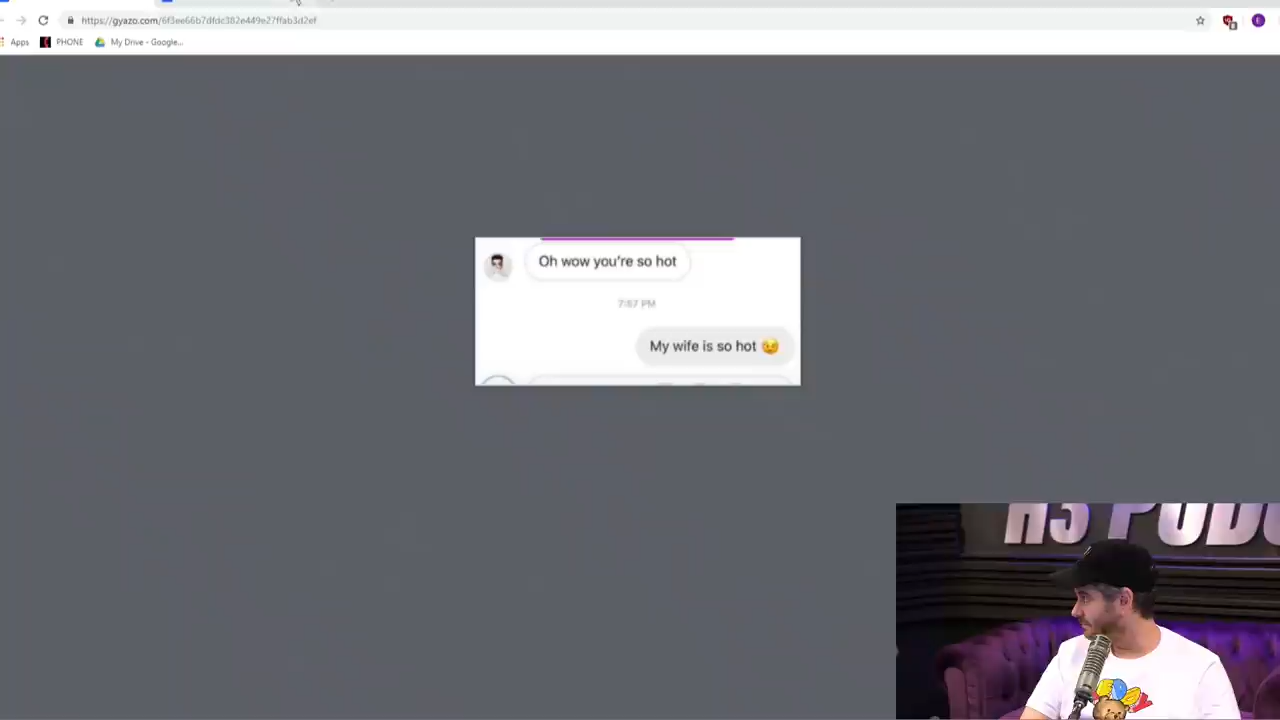 https://gyazo.com/6f3ee66b7dfdc382e449e27ffab3d2ef
Apps
PHONE
My Drive - Google...
Oh wow you're so hot
7:57 PM
My wife is so hot 😉
H3 PODC